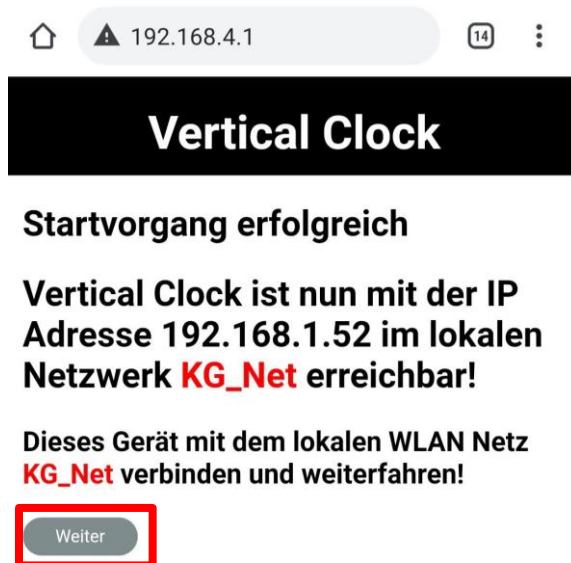 192.168.4.1
14
Vertical Clock
Startvorgang erfolgreich
Vertical Clock ist nun mit der IP
Adresse 192.168.1.52 im lokalen
Netzwerk KG_Net erreichbar!
Dieses Gerät mit dem lokalen WLAN Netz
KG_Net verbinden und weiterfahren!
Weiter